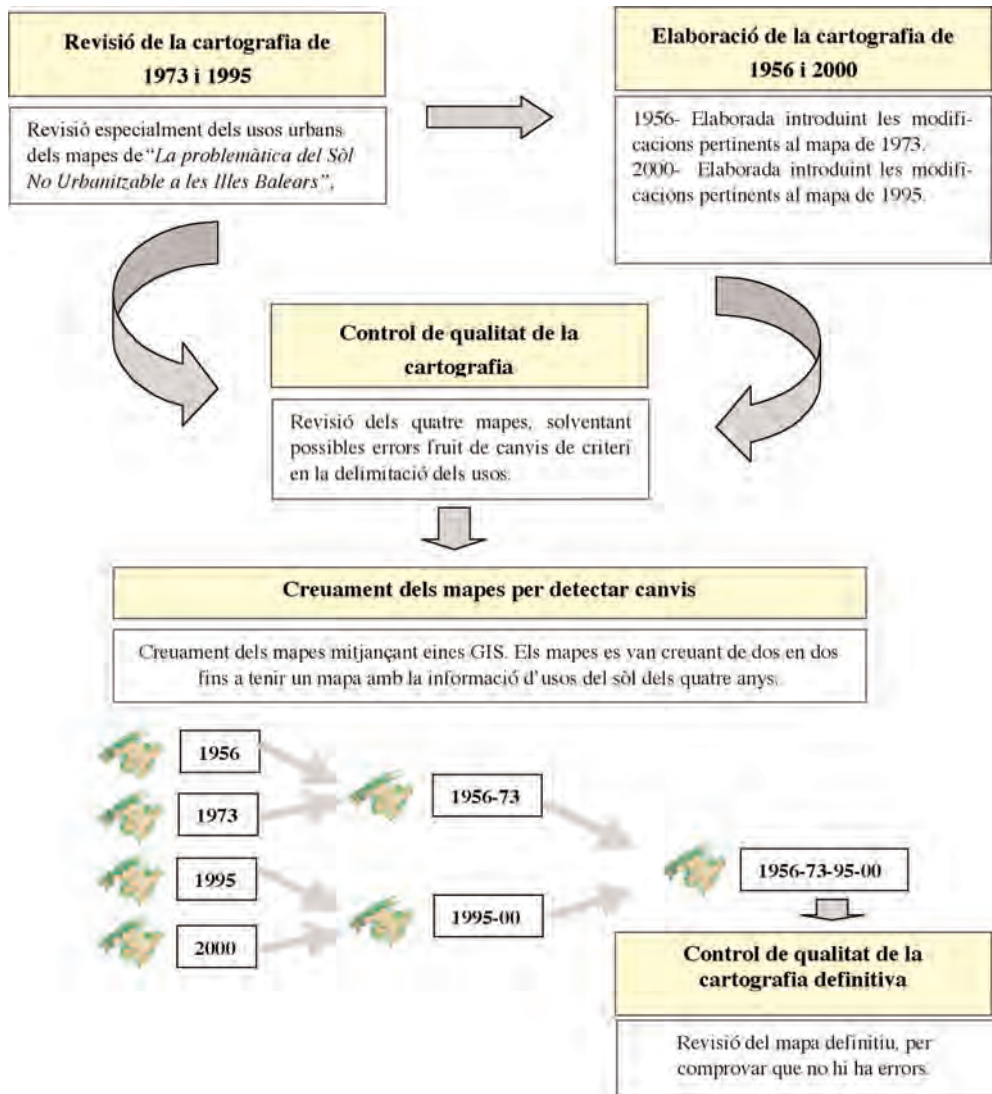 Revisió de la cartografia de
1973 i 1995
Revisió especialment dels usos urbans
dels mapes de “La problemàtica del Sòl
No Urbanitzable a les Illes Balears”.
Elaboració de la cartografia de
1956 i 2000
1956- Elaborada introduint les modifi-
cacions pertinents al mapa de 1973.
2000- Elaborada introduint les modifi-
cacions pertinents al mapa de 1995.
Control de qualitat de la
cartografia
Revisió dels quatre mapes, solventant
possibles errors fruit de canvis de criteri
en la delimitació dels usos.
Creuament dels mapes per detectar canvis
Creuament dels mapes mitjançant eines GIS. Els mapes es van creuant de dos en dos
fins a tenir un mapa amb la informació d'usos del sòl dels quatre anys.
1956
1973
1995
2000
1956-73
1995-00
1956-73-95-00
Control de qualitat de la
cartografia definitiva
Revisió del mapa definitiu, per
comprovar que no hi ha errors.